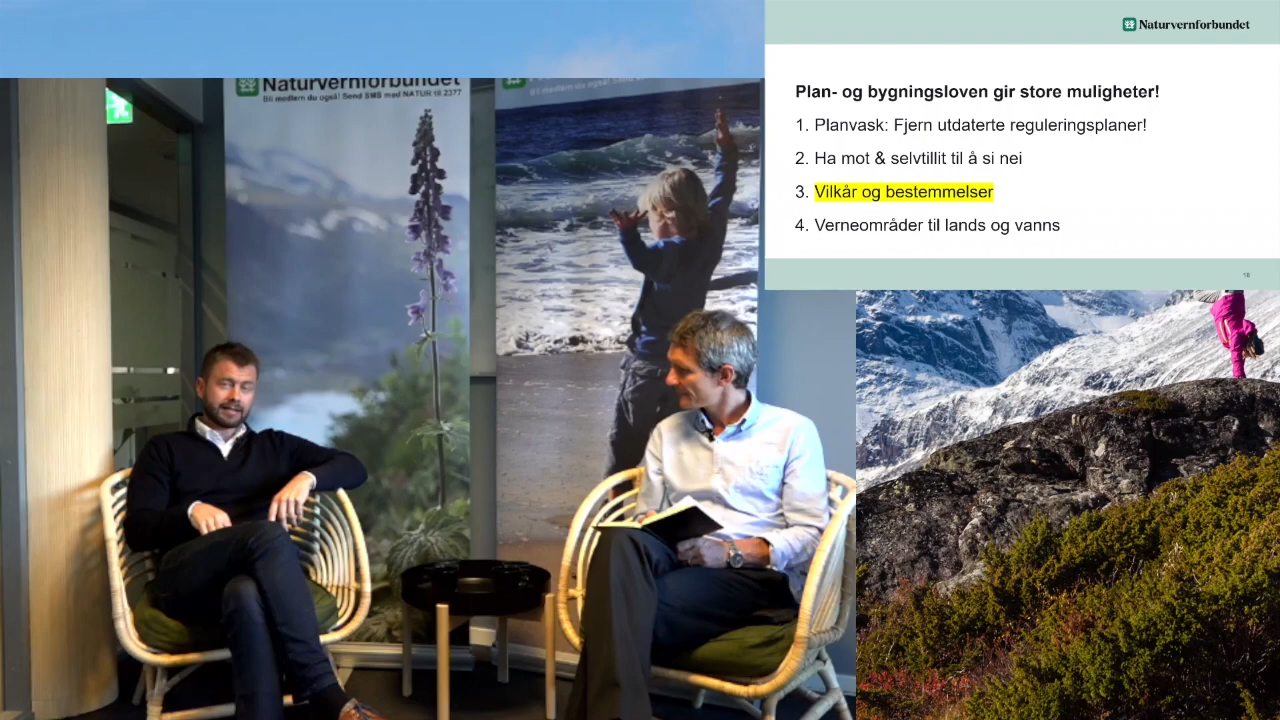 Naturvernforbundet
Bli medlem du også! Send SMS med NATUR til 2377
Naturvernforbundet
Plan- og bygningsloven gir store muligheter!
1. Planvask: Fjern utdaterte reguleringsplaner!
2. Ha mot & selvtillit til å si nei
3. Vilkår og bestemmelser
4. Verneområder til lands og vanns